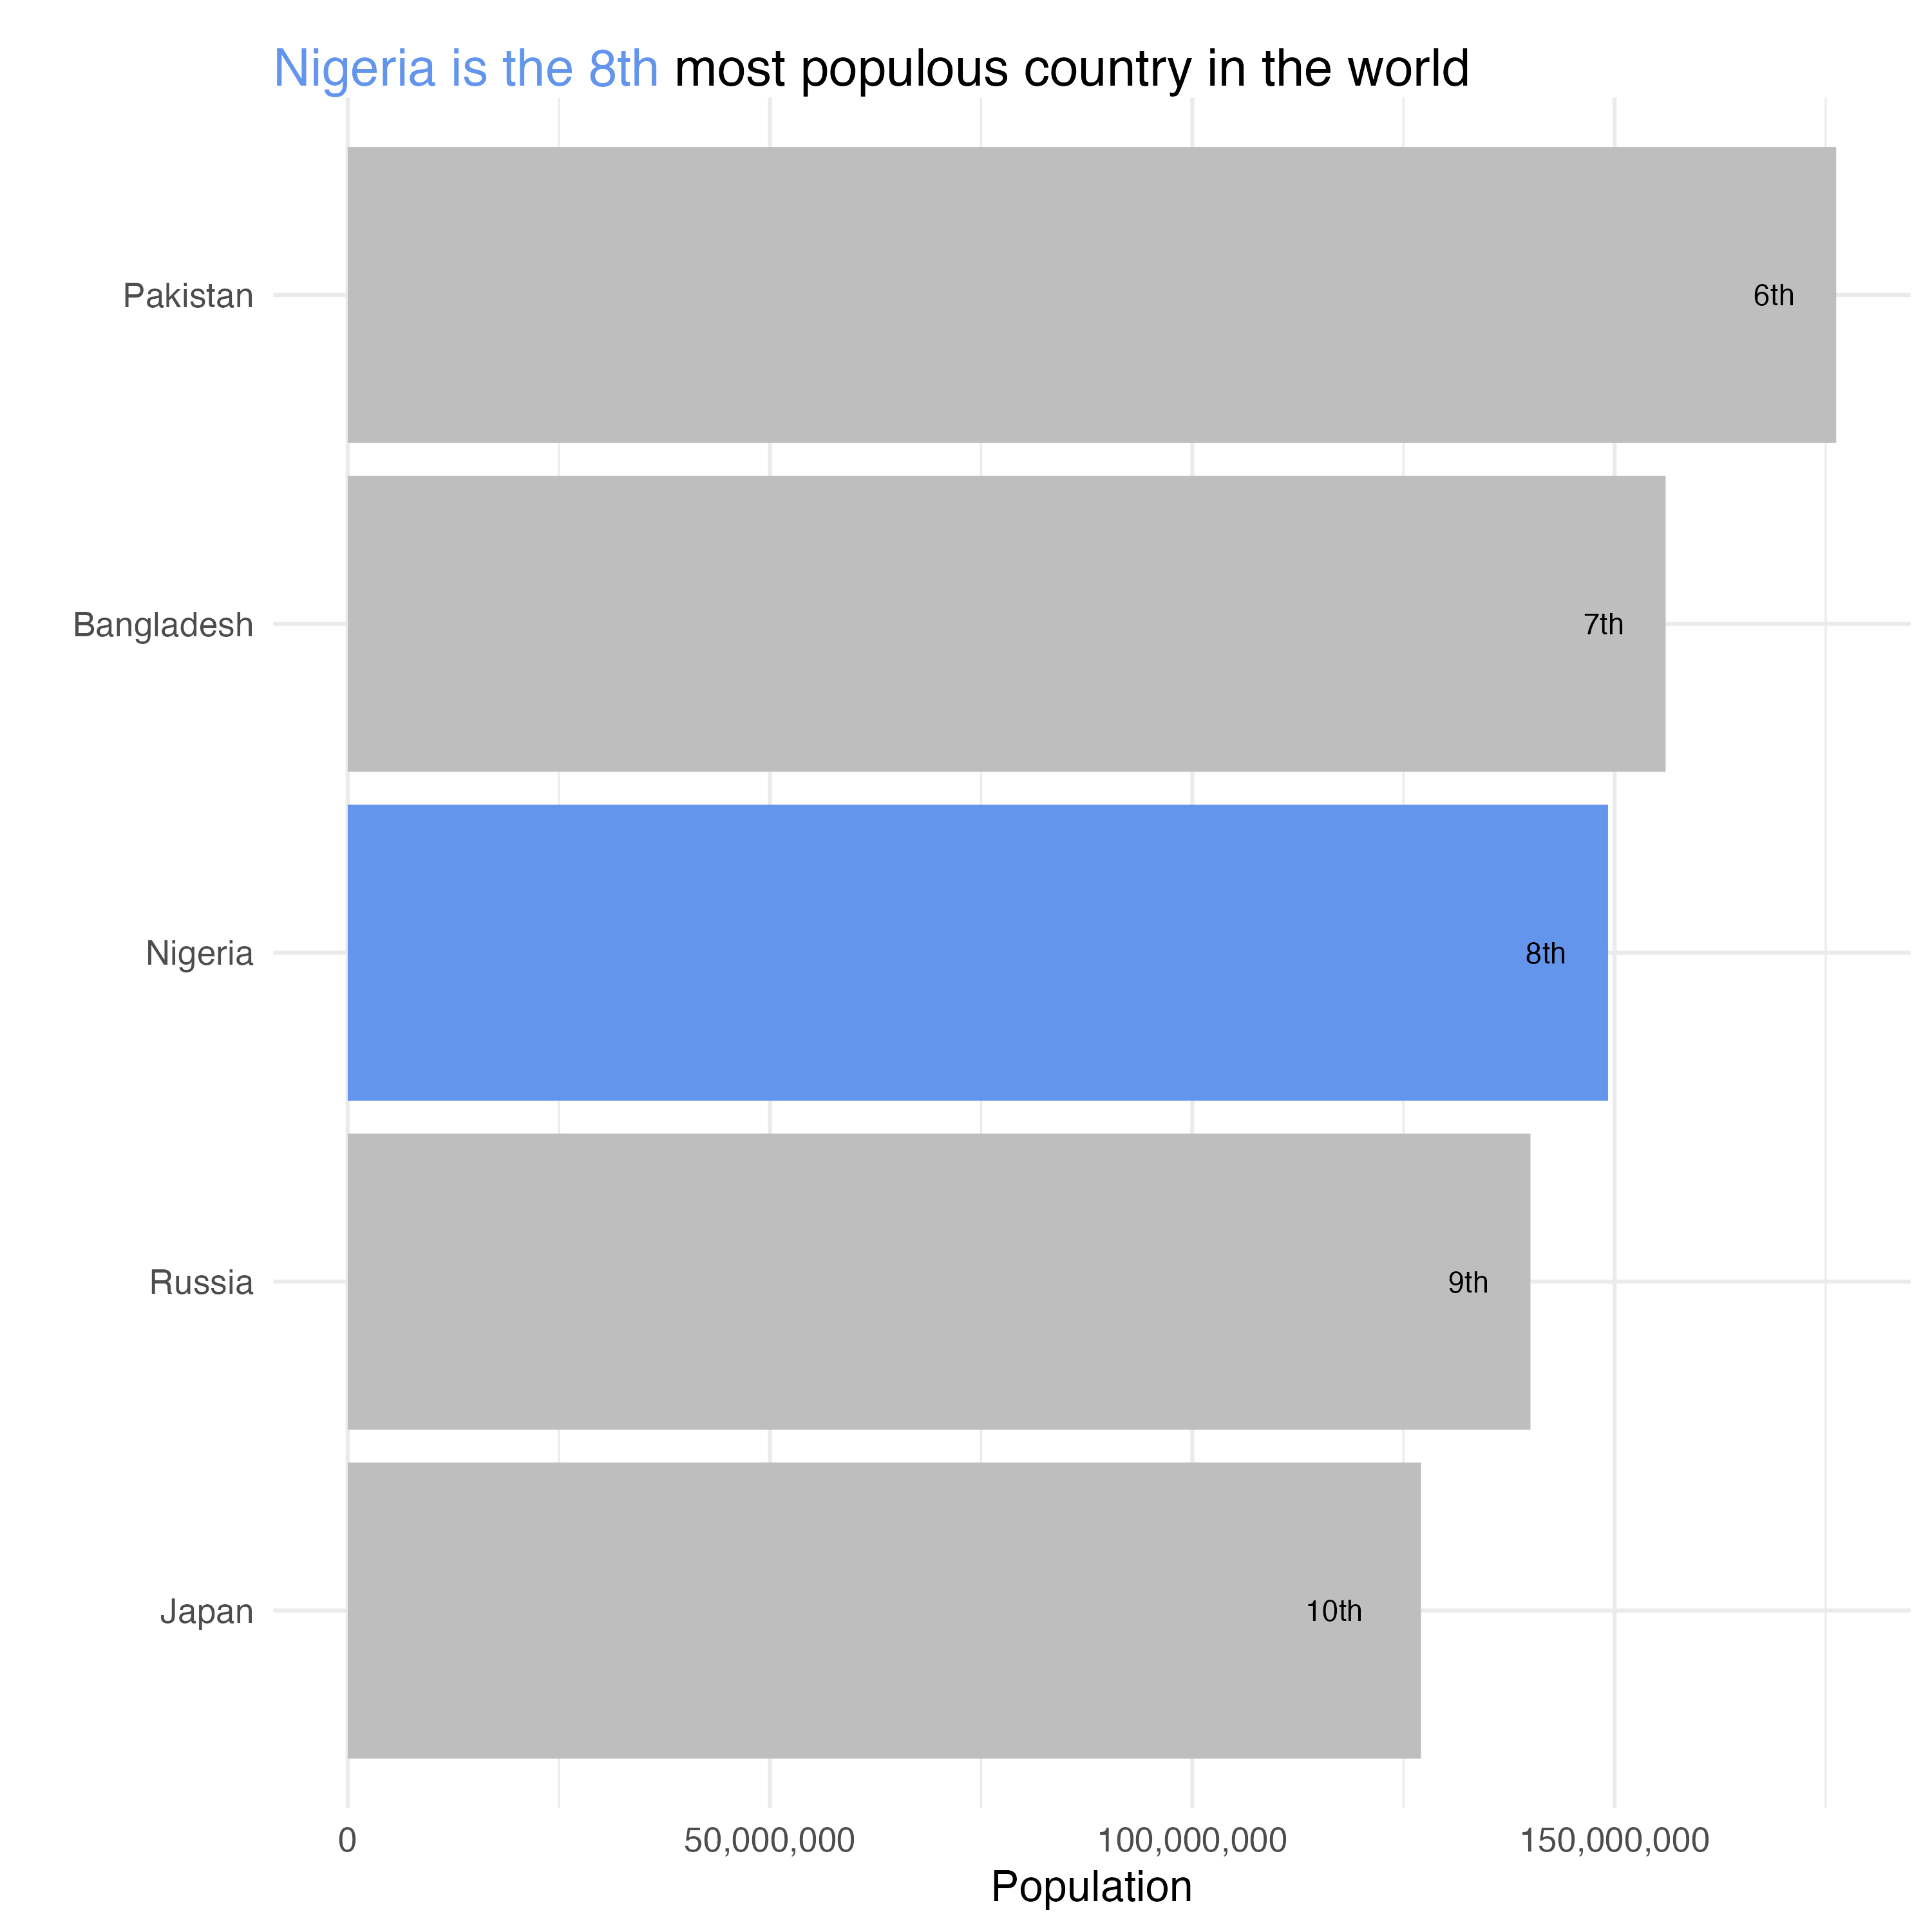 Nigeria is the 8th most populous country in the world
Pakistan
6th
Bangladesh
7th
Nigeria
8th
Russia
9th
Japan
10th
0 50,000,000 100,000,000 150,000,000
Population